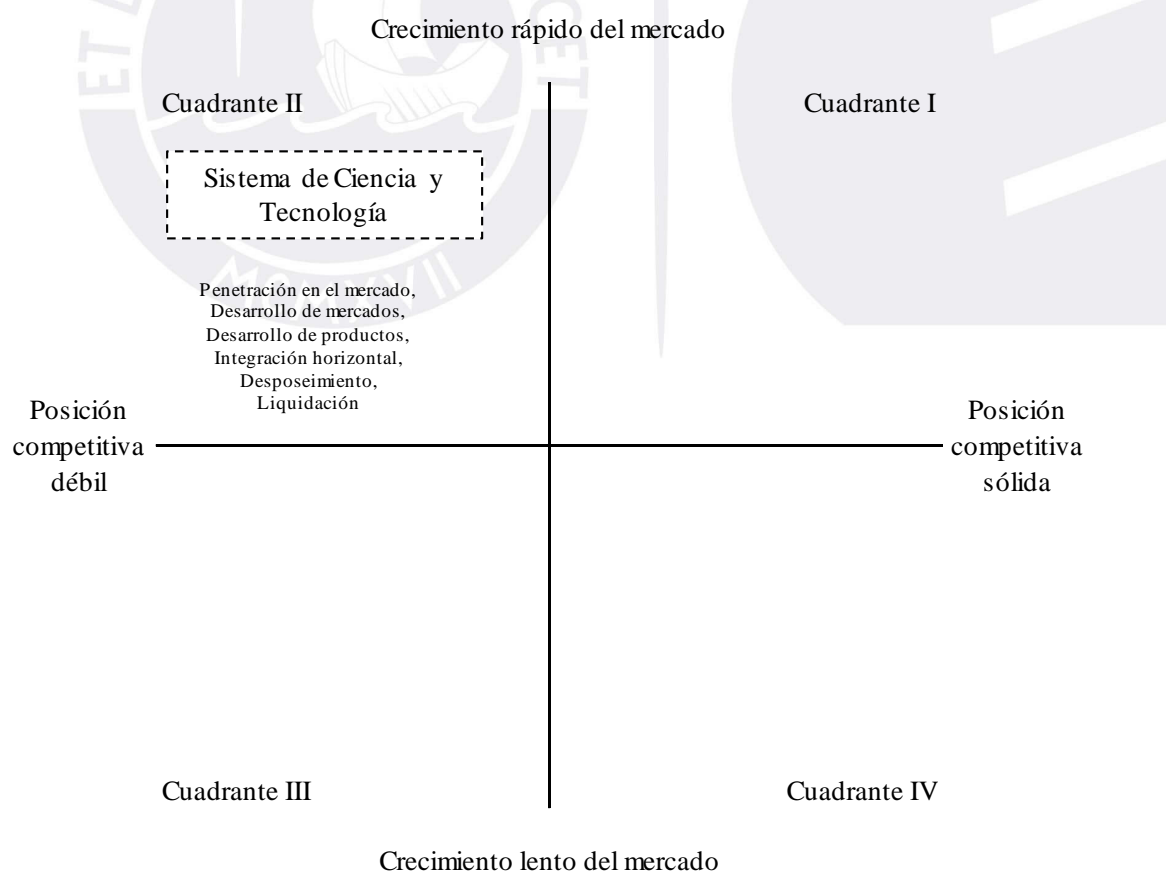 Crecimiento rápido del mercado
Cuadrante II
Cuadrante I
Sistema de Ciencia y
Tecnología
Penetración en el mercado,
Desarrollo de mercados,
Desarrollo de productos,
Integración horizontal,
Desposeimiento,
Liquidación
Posición
competitiva
débil
Posición
competitiva
sólida
Cuadrante III
Cuadrante IV
Crecimiento lento del mercado
MCMXVII
ET